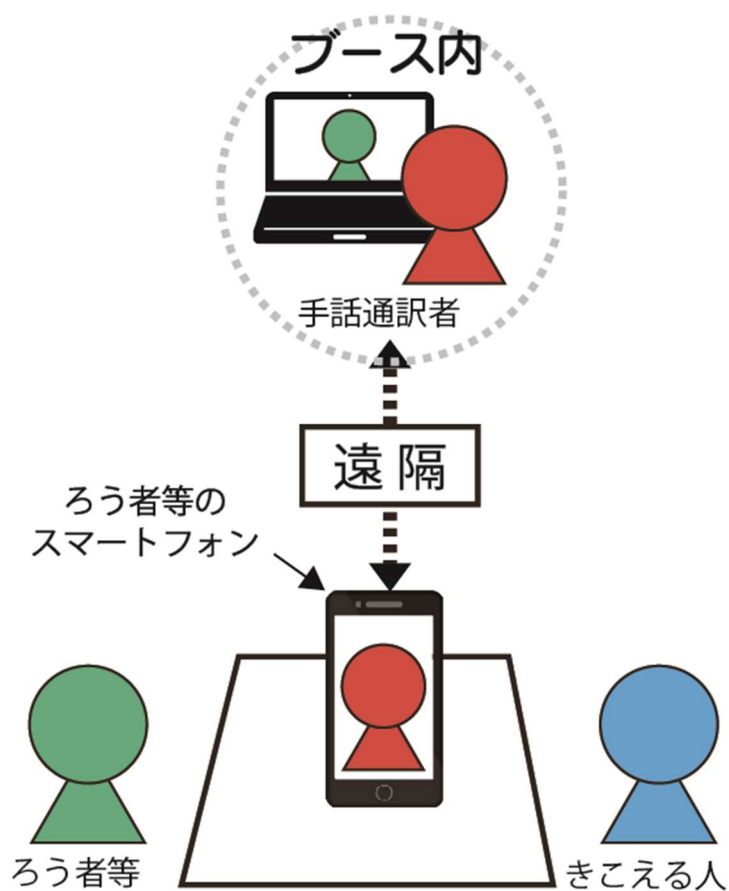 ブース内
手話通訳者
遠隔
ろう者等の
スマートフォン
ろう者等
きこえる人